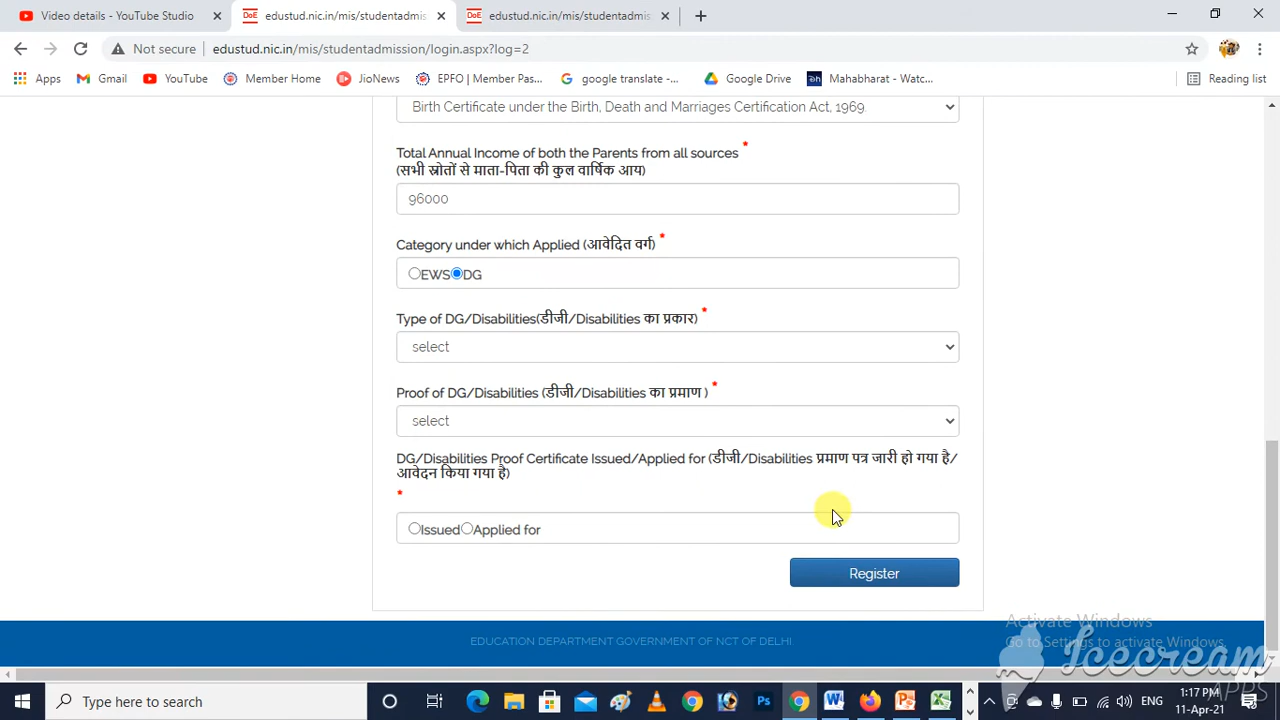 Video details - YouTube Studio
DoE edustud.nic.in/mis/studentadmis
DoE edustud.nic.in/mis/studentadmis
Not secure edustud.nic.in/mis/studentadmission/login.aspx?log=2
Apps Gmail YouTube Member Home JioNews EPFO | Member Pas... google translate -... Google Drive Mahabharat - Watc... Reading list
Birth Certificate under the Birth, Death and Marriages Certification Act, 1969.
Total Annual Income of both the Parents from all sources *
(सभी स्रोतों से माता-पिता की कुल वार्षिक आय)
96000
Category under which Applied (आवेदित वर्ग) *
EWS DG
Type of DG/Disabilities(डीजी/Disabilities का प्रकार) *
select
Proof of DG/Disabilities (डीजी/Disabilities का प्रमाण ) *
select
DG/Disabilities Proof Certificate Issued/Applied for (डीजी/Disabilities प्रमाण पत्र जारी हो गया है/
आवेदन किया गया है)
*
Issued Applied for
Register
EDUCATION DEPARTMENT GOVERNMENT OF NCT OF DELHI
Activate Windows
Go to Settings to activate Windows.
Icecream
APPS
Type here to search
Ps
ENG
1:17 PM
11-Apr-21